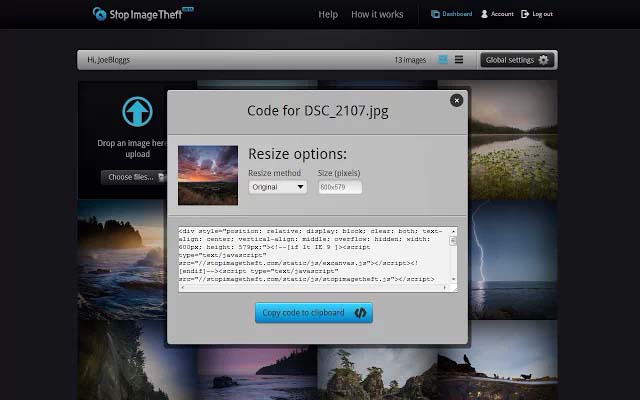 Stop Image Theft BETA
Help
How it works
Dashboard
Account
Log out
Hi, JoeBloggs
13 images
Global settings
Drop an image here
upload
Choose files...
Code for DSC_2107.jpg
Resize options:
Resize method
Size (pixels)
Original
600x579
<div style="position: relative; display: block; clear: both; text-
align: center; vertical-align: middle; overflow: hidden; width:
600px; height: 579px;"><!--[if lt IE 9 ]><script
type="text/javascript"
src="//stopimagetheft.com/static/js/excanvas.js"></script><!
[endif]--><script type="text/javascript"
src="//stopimagetheft.com/static/js/stopimagetheft.js"></script>
Copy code to clipboard